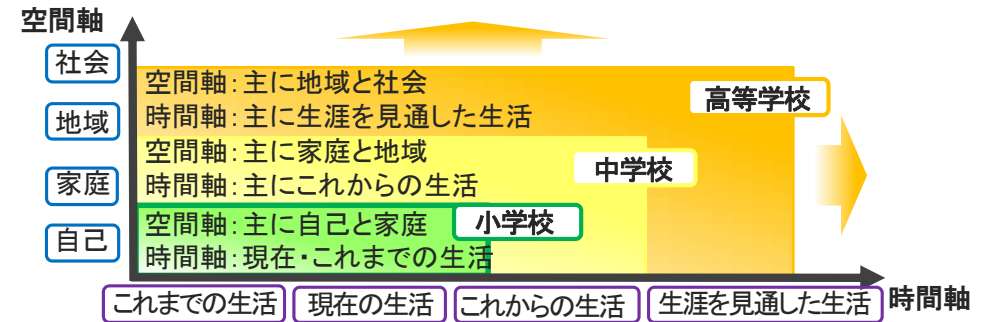 空間軸
社会
空間軸：主に地域と社会
高等学校
時間軸：主に生涯を見通した生活
地域
空間軸：主に家庭と地域
中学校
時間軸：主にこれからの生活
家庭
空間軸：主に自己と家庭
小学校
自己
時間軸：現在・これまでの生活
これまでの生活
現在の生活
これからの生活
生涯を見通した生活
時間軸